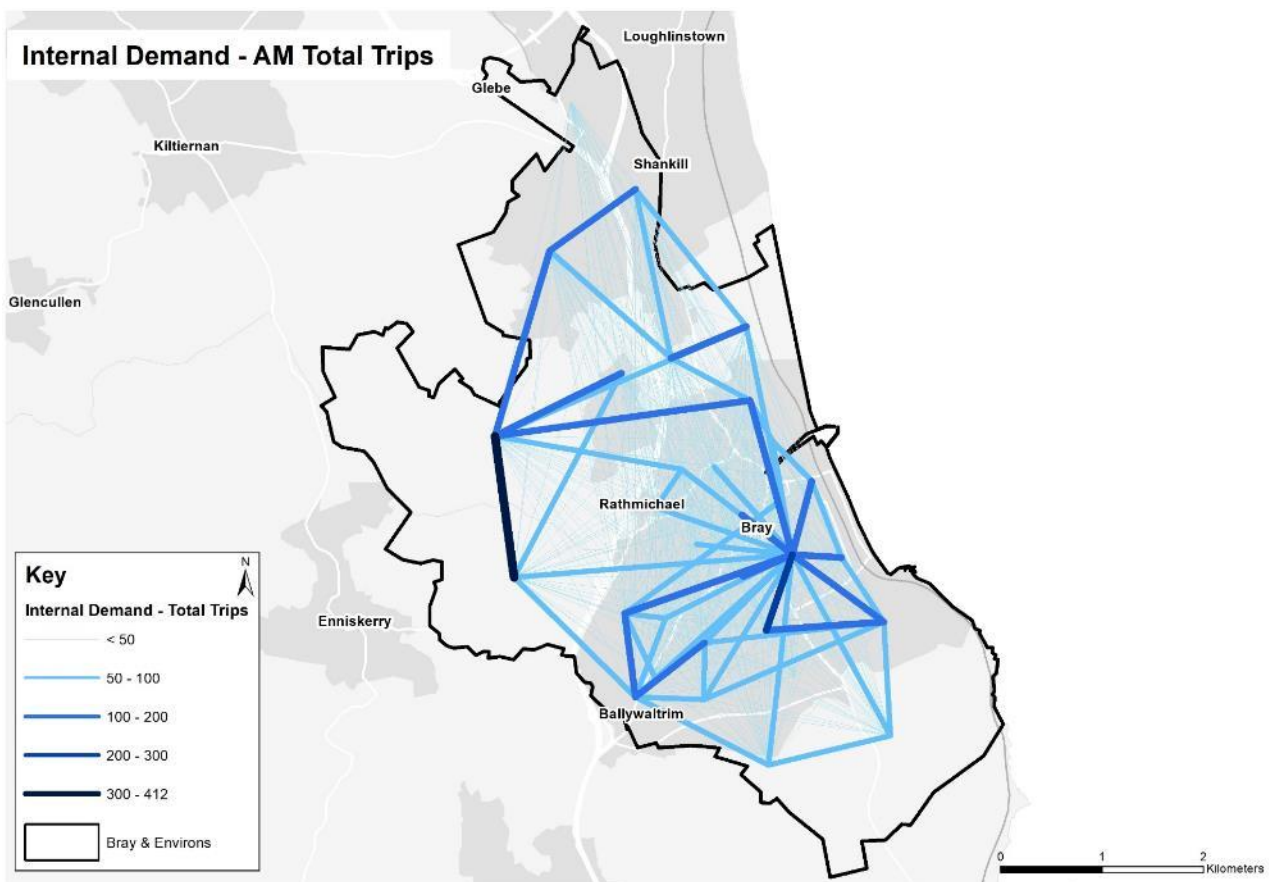 Internal Demand - AM Total Trips
Loughlinstown
Glebe
Kiltiernan
Shankill
Glencullen
Rathmichael
Bray
Enniskerry
Ballywaltrim
Key
N
Internal Demand - Total Trips
< 50
50 - 100
100 - 200
200 - 300
300 - 412
Bray & Environs
0 1 2
Kilometers